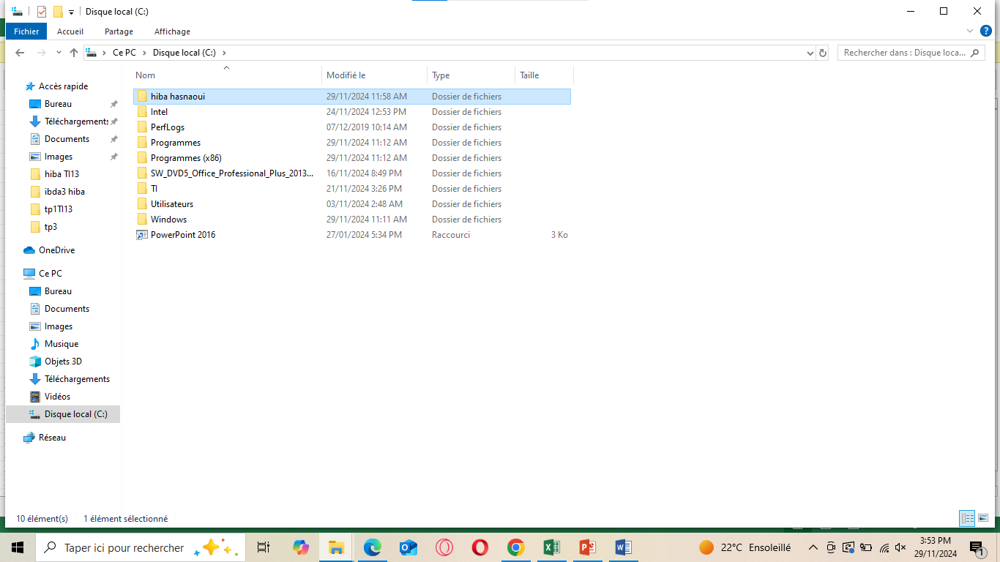 Disque local (C:)
Fichier Accueil Partage Affichage
Ce PC Disque local (C:) Rechercher dans : Disque loca...
Nom Modifié le Type Taille
hiba hasnaoui 29/11/2024 11:58 AM Dossier de fichiers
Intel 24/11/2024 12:53 PM Dossier de fichiers
PerfLogs 07/12/2019 10:14 AM Dossier de fichiers
Programmes 29/11/2024 11:12 AM Dossier de fichiers
Programmes (x86) 29/11/2024 11:12 AM Dossier de fichiers
SW_DVD5_Office_Professional_Plus_2013... 16/11/2024 8:49 PM Dossier de fichiers
TI 21/11/2024 3:26 PM Dossier de fichiers
Utilisateurs 03/11/2024 2:48 AM Dossier de fichiers
Windows 29/11/2024 11:11 AM Dossier de fichiers
PowerPoint 2016 27/01/2024 5:34 PM Raccourci 3 Ko
Accès rapide
Bureau
Téléchargements
Documents
Images
hiba TI13
ibda3 hiba
tp1TI13
tp3
OneDrive
Ce PC
Bureau
Documents
Images
Musique
Objets 3D
Téléchargements
Vidéos
Disque local (C:)
Réseau
10 élément(s) 1 élément sélectionné
Taper ici pour rechercher
22°C Ensoleillé
3:53 PM
29/11/2024
1